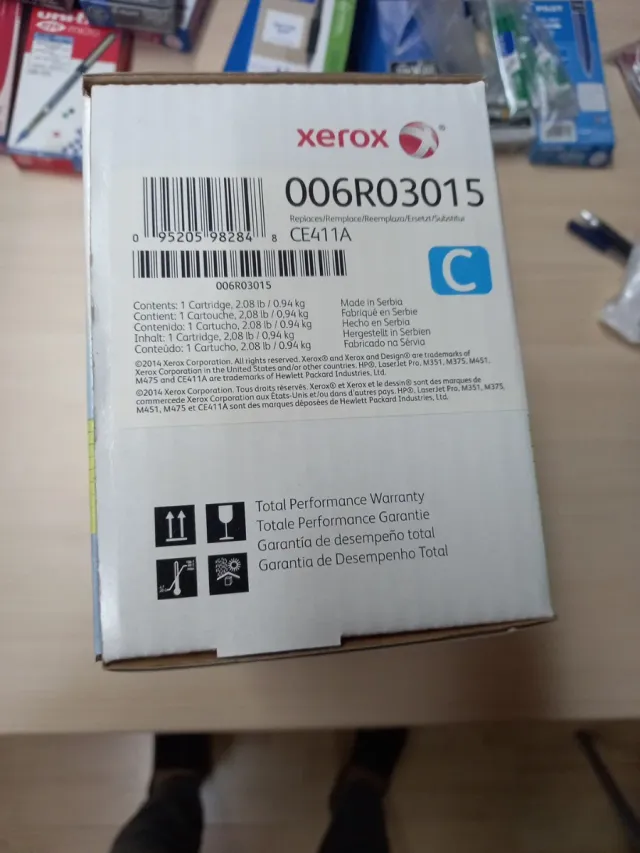 uni-b
PILOT
xerox
006R03015
Replaces/Remplace/Reemplaza/Ersetzt/Substitui
CE411A
0 95205 98284 8
006R03015
C
Contents: 1 Cartridge, 2.08 lb / 0.94 kg
Contient: 1 Cartouche, 2.08 lb / 0.94 kg
Contenido: 1 Cartucho, 2.08 lb / 0.94 kg
Inhalt: 1 Cartridge, 2.08 lb / 0.94 kg
Conteúdo: 1 Cartucho, 2.08 lb / 0.94 kg
Made in Serbia
Fabriqué en Serbie
Hecho en Serbia
Hergestellt in Serbien
Fabricado na Sérvia
©2014 Xerox Corporation. All rights reserved. Xerox® and Xerox and Design® are trademarks of
Xerox Corporation in the United States and/or other countries. HP®, LaserJet Pro, M351, M375, M451,
M475 and CE411A are trademarks of Hewlett Packard Industries, Ltd.
©2014 Xerox Corporation. Tous droits réservés. Xerox® et Xerox et le dessin® sont des marques de
commercede Xerox Corporation aux États-Unis et/ou dans d'autres pays. HP®, LaserJet Pro, M351, M375,
M451, M475 et CE411A sont des marques déposées de Hewlett Packard Industries, Ltd.
Total Performance Warranty
Totale Performance Garantie
Garantía de desempeño total
Garantia de Desempenho Total